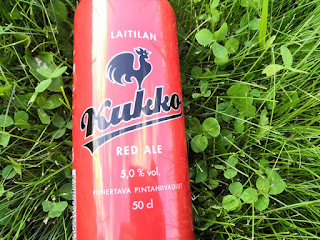 LAITILAN
Kukko
RED ALE
5,0 % vol.
PUNERTAVA PINTAHIIVAOLUT
50 cl